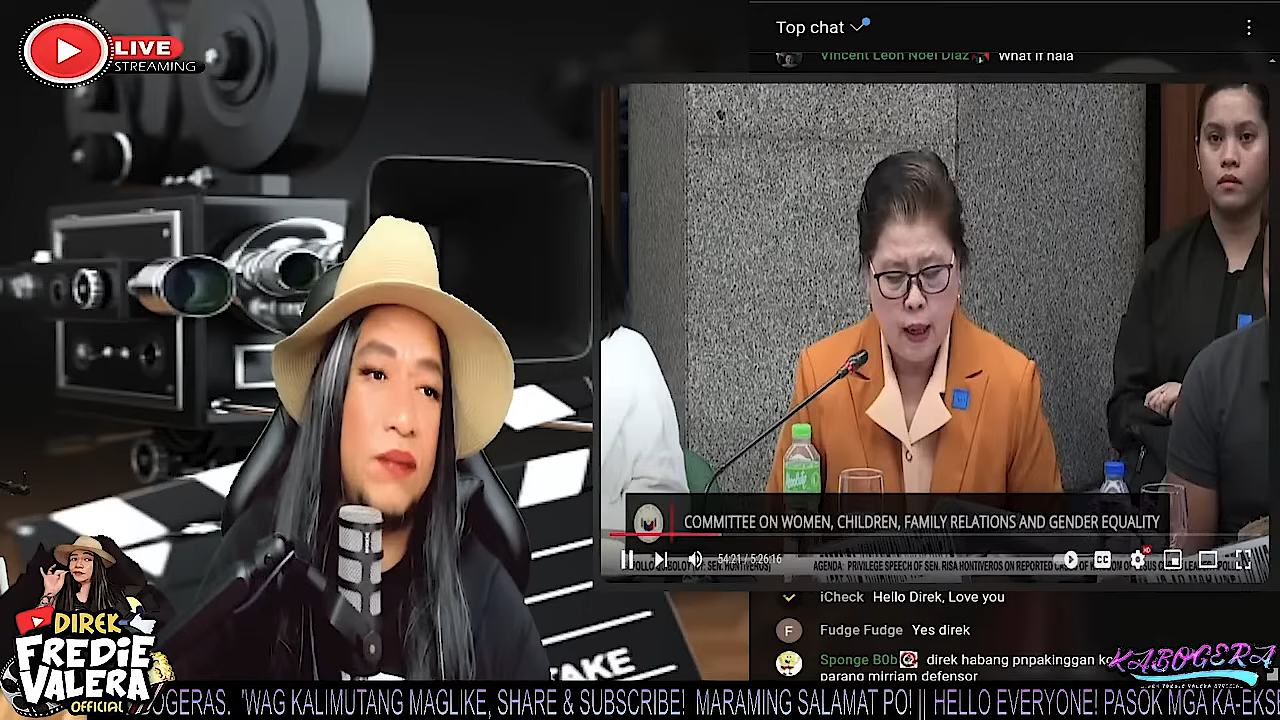 LIVE
STREAMING
Top chat
Vincent Leon Noel Diaz What if nala
COMMITTEE ON WOMEN, CHILDREN, FAMILY RELATIONS AND GENDER EQUALITY
54:21 / 5:26:16
CC
HD
AGENDA: PRIVILEGE SPEECH OF SEN. RISA HONTIVEROS ON REPORTED
iCheck Hello Direk, Love you
F
Fudge Fudge Yes direk
Sponge B0b direk habang pnpakinggan ko
parang mirriam defensor
KABOGERA
TAKE
DIREK
FREDIE
VALERA
OFFICIAL
OGERAS. 'WAG KALIMUTANG MAGLIKE, SHARE & SUBSCRIBE! MARAMING SALAMAT PO! || HELLO EVERYONE! PASOK MGA KA-EKS